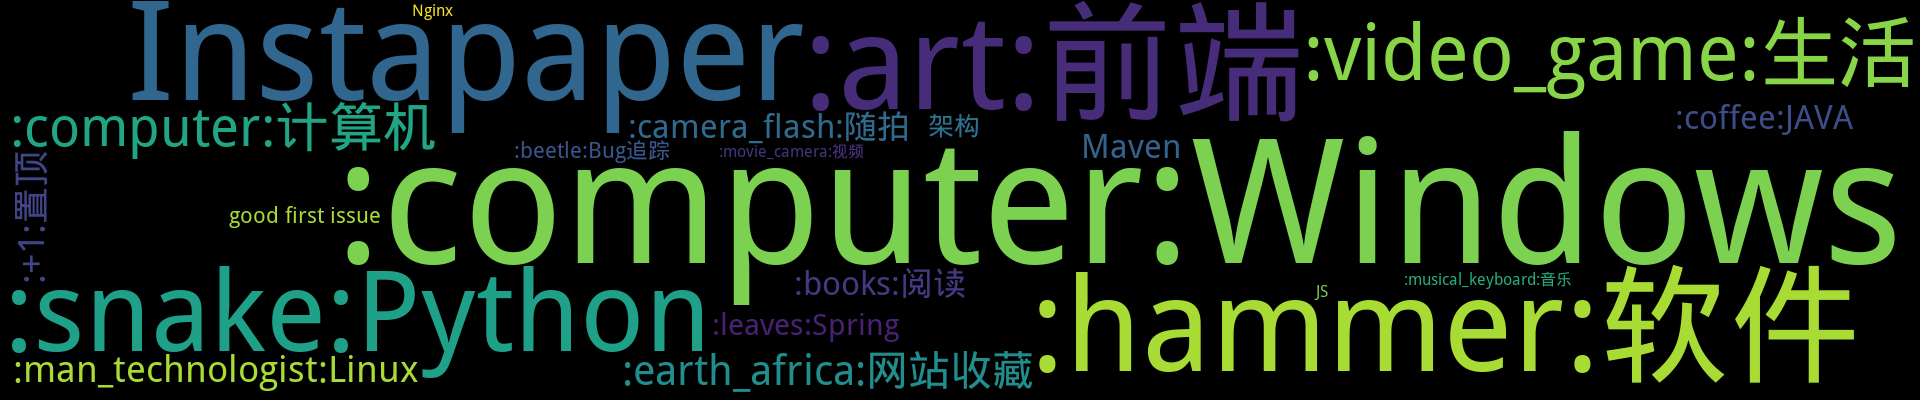 Nginx
Instapaper
:art:前端
:video_game:生活
:computer:计算机
:camera_flash:随拍
架构
:coffee:JAVA
:beetle:Bug追踪
:movie_camera:视频
Maven
:+1:置顶
good first issue
:computer:Windows
:snake:Python
:books:阅读
:musical_keyboard:音乐
JS
:hammer:软件
:leaves:Spring
:man_technologist:Linux
:earth_africa:网站收藏